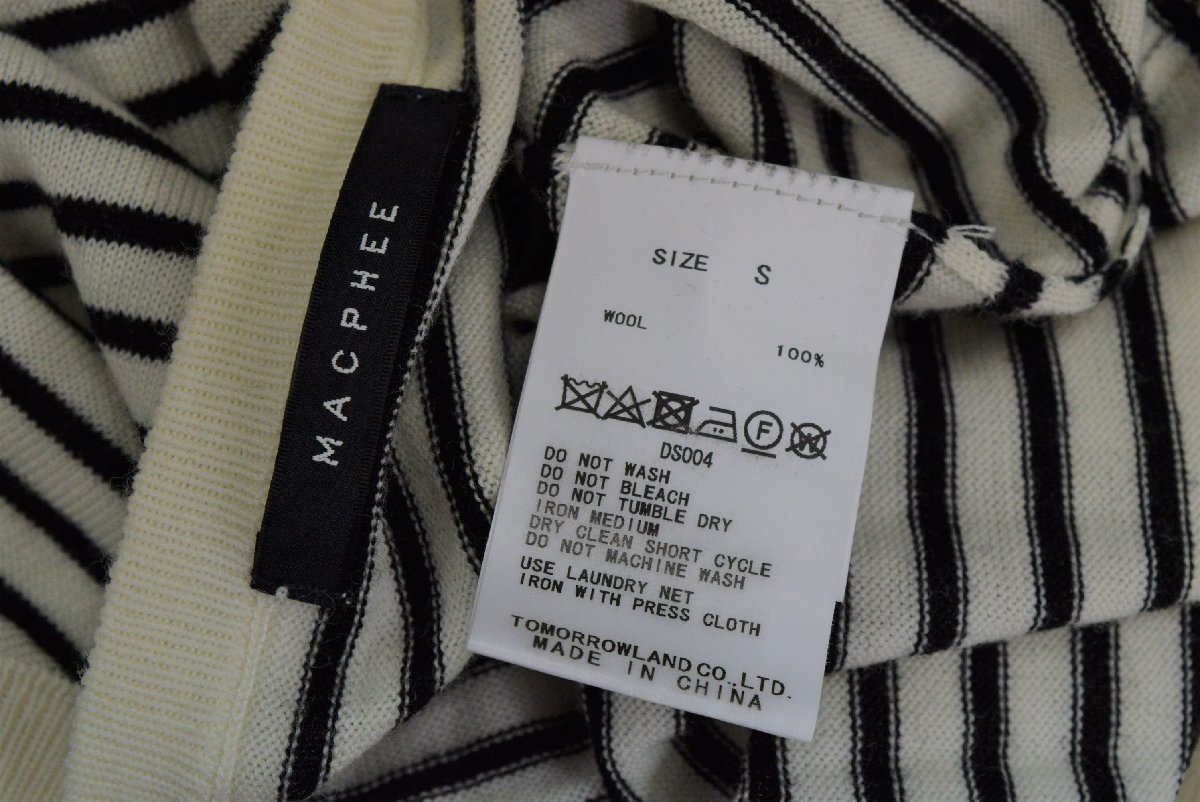 MACPHEE
SIZE S
WOOL
100%
F W
DS004
DO NOT WASH
DO NOT BLEACH
DO NOT TUMBLE DRY
IRON MEDIUM
DRY CLEAN SHORT CYCLE
DO NOT MACHINE WASH
USE LAUNDRY NET
IRON WITH PRESS CLOTH
TOMORROWLAND CO.,LTD.
MADE IN CHINA